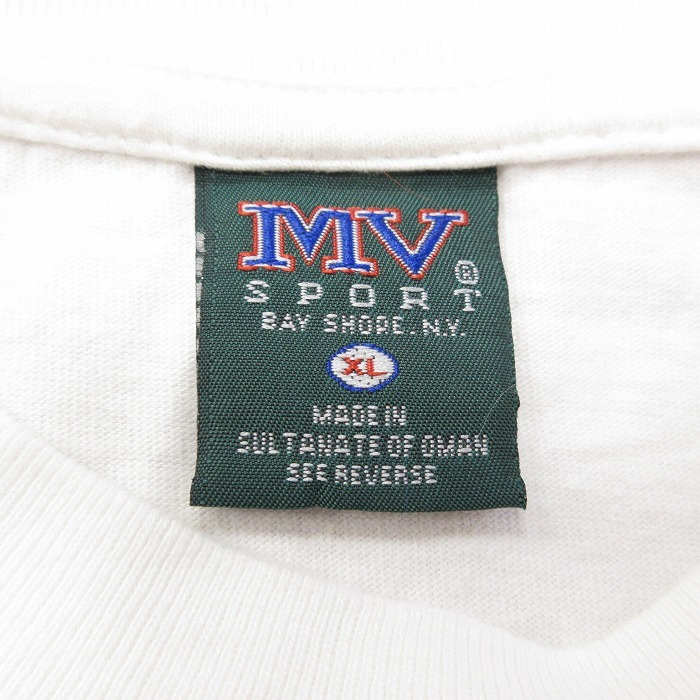 MV®
SPORT
BAY SHORE, N.Y.
XL
MADE IN
SULTANATE OF OMAN
SEE REVERSE